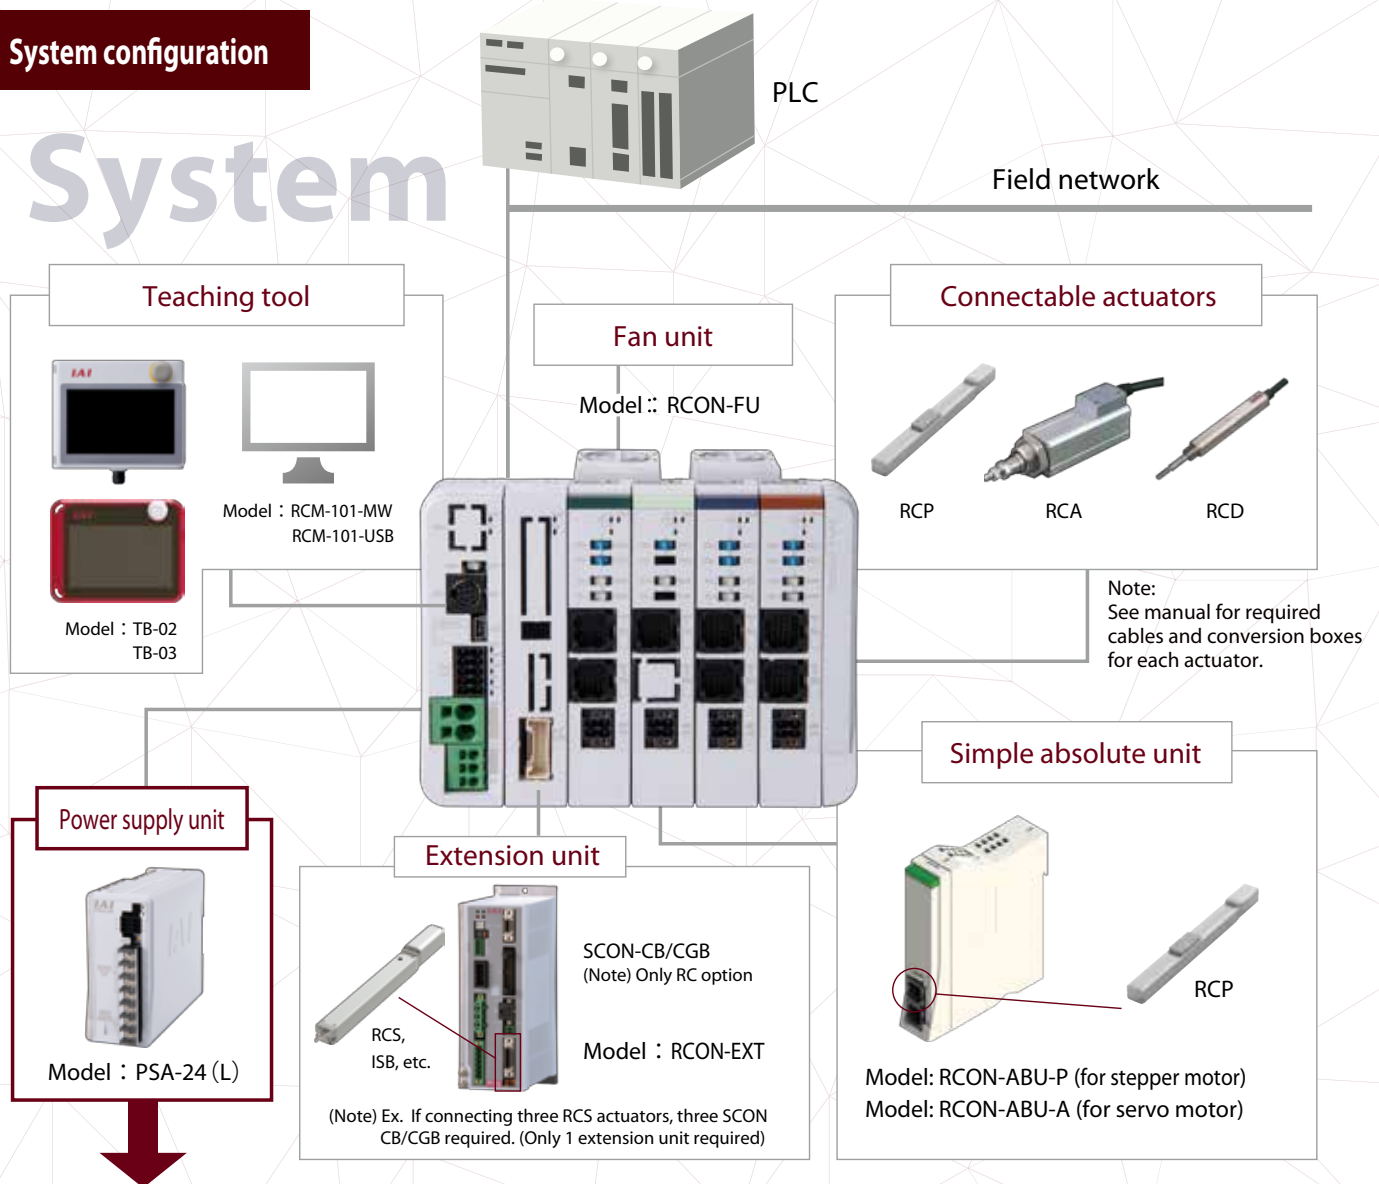 System configuration
System
PLC
Field network
Teaching tool
IAI
IAI
Model：RCM-101-MW
RCM-101-USB
Model：TB-02
TB-03
Fan unit
Model：RCON-FU
Connectable actuators
RCP
RCA
RCD
Note:
See manual for required
cables and conversion boxes
for each actuator.
Power supply unit
IAI
Model：PSA-24（L）
Extension unit
SCON-CB/CGB
(Note) Only RC option
RCS,
ISB, etc.
Model：RCON-EXT
(Note) Ex. If connecting three RCS actuators, three SCON
CB/CGB required. (Only 1 extension unit required)
Simple absolute unit
RCP
Model: RCON-ABU-P (for stepper motor)
Model: RCON-ABU-A (for servo motor)